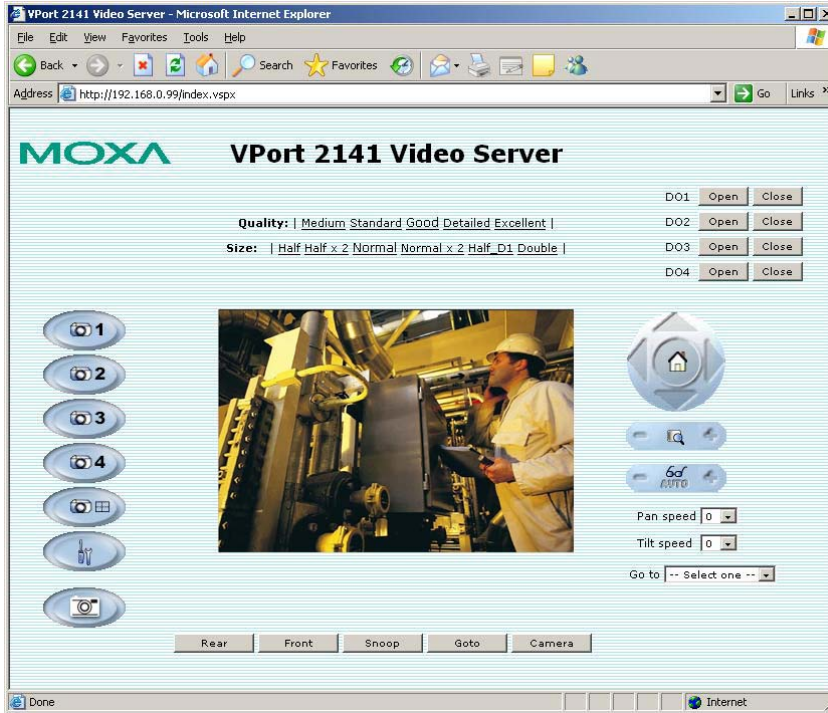 VPort 2141 Video Server - Microsoft Internet Explorer
File Edit View Favorites Tools Help
Back Search Favorites
Address http://192.168.0.99/index.vspx Go Links »
MOXA VPort 2141 Video Server
DO1 Open Close
Quality: | Medium Standard Good Detailed Excellent | DO2 Open Close
Size: | Half Half x 2 Normal Normal x 2 Half_D1 Double | DO3 Open Close
DO4 Open Close
1
2
3
4
AUTO
Pan speed 0
Tilt speed 0
Go to -- Select one --
Rear Front Snoop Goto Camera
Done Internet